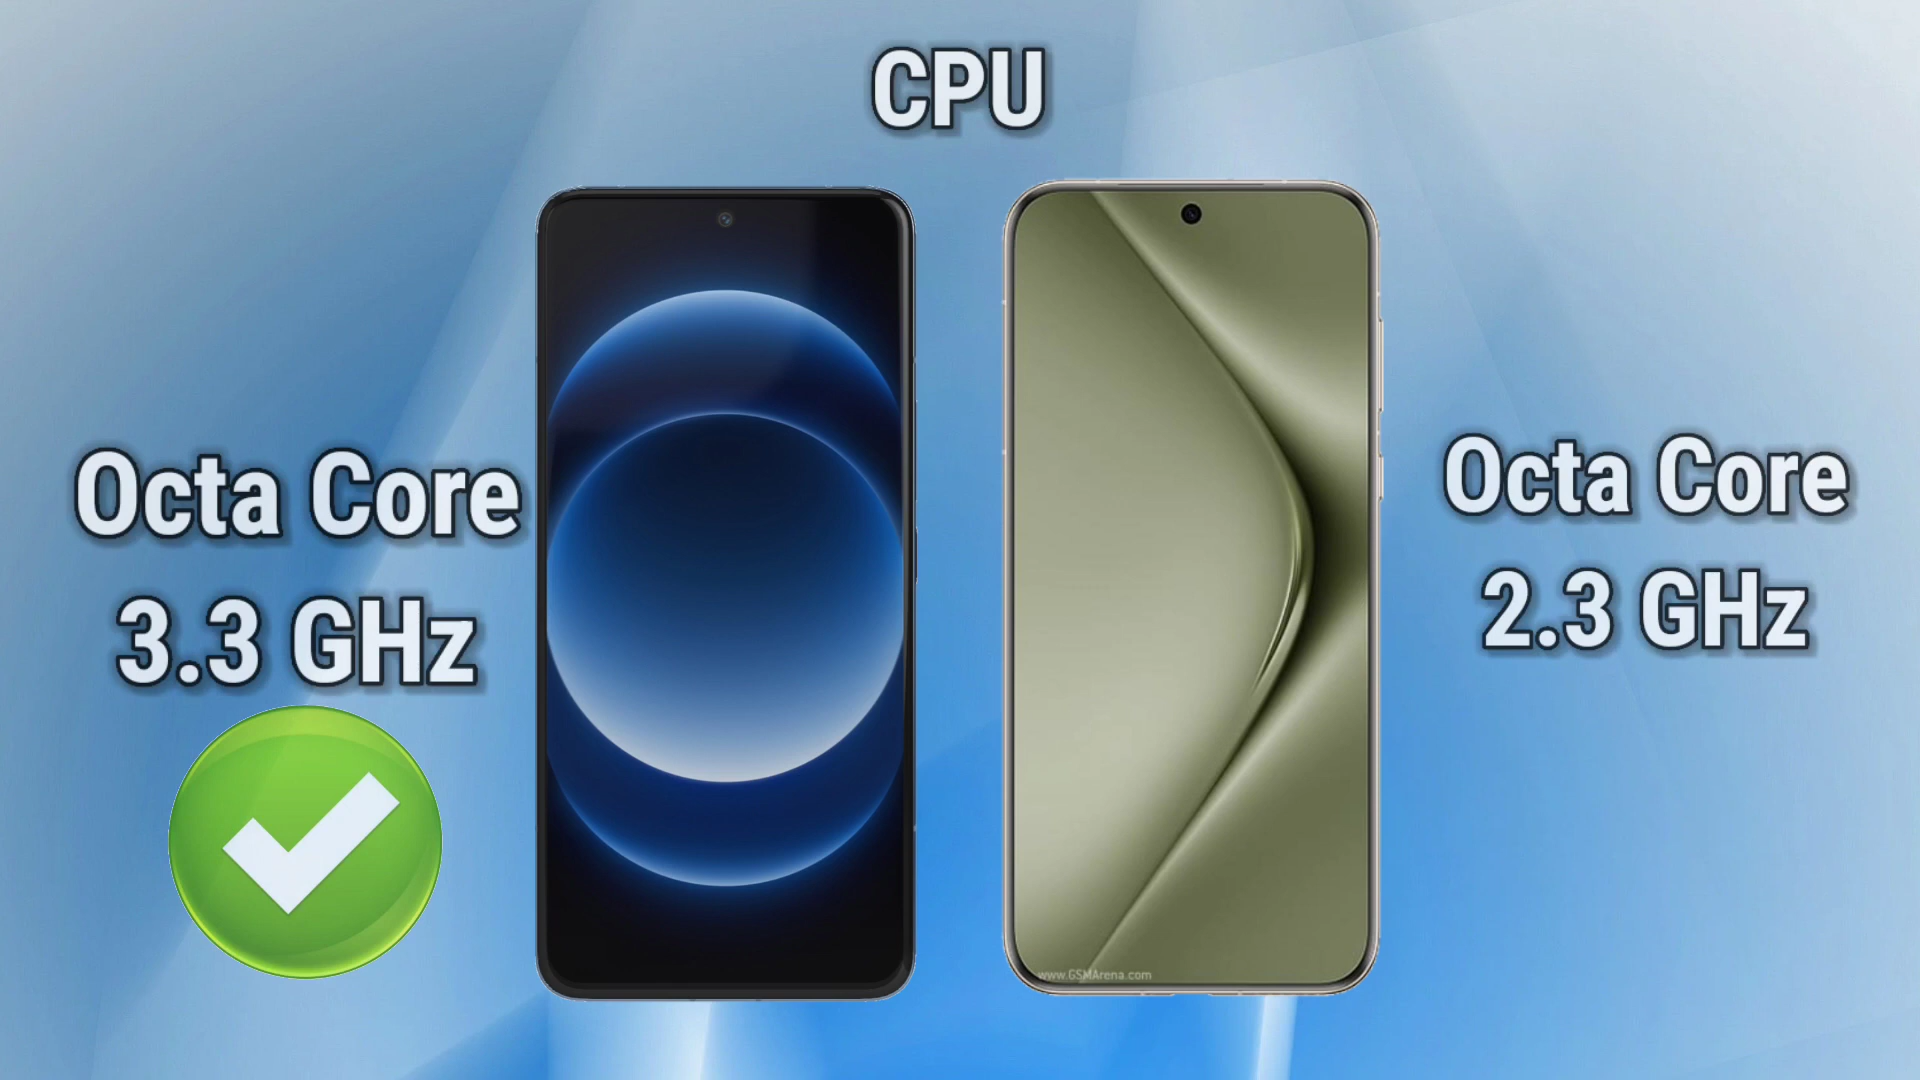 CPU
Octa Core
3.3 GHz
Octa Core
2.3 GHz
www.GSMArena.com